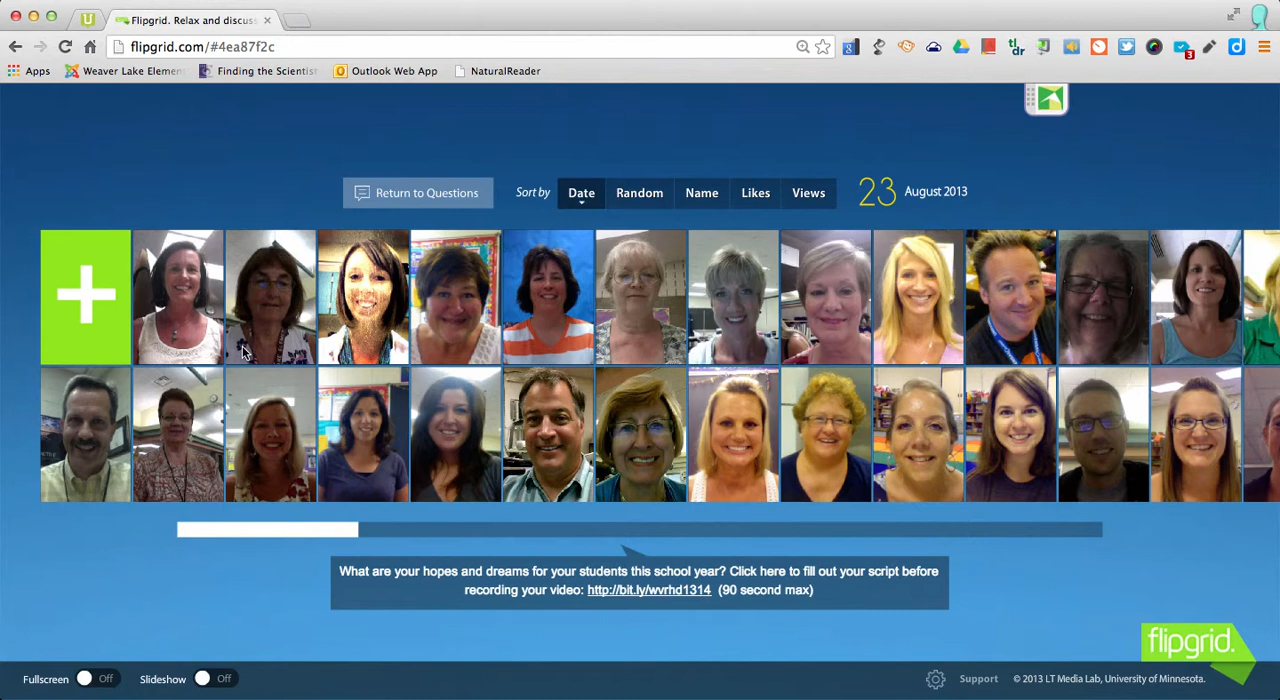 Flipgrid. Relax and discus
flipgrid.com/#4ea87f2c
tldr
3
Apps
Weaver Lake Elemen
Finding the Scientist
Outlook Web App
NaturalReader
Return to Questions
Sort by
Date
Random
Name
Likes
Views
23
August 2013
What are your hopes and dreams for your students this school year? Click here to fill out your script before
recording your video: http://bit.ly/wvrhd1314 (90 second max)
flipgrid.
Fullscreen
Off
Slideshow
Off
Support
© 2013 LT Media Lab, University of Minnesota.